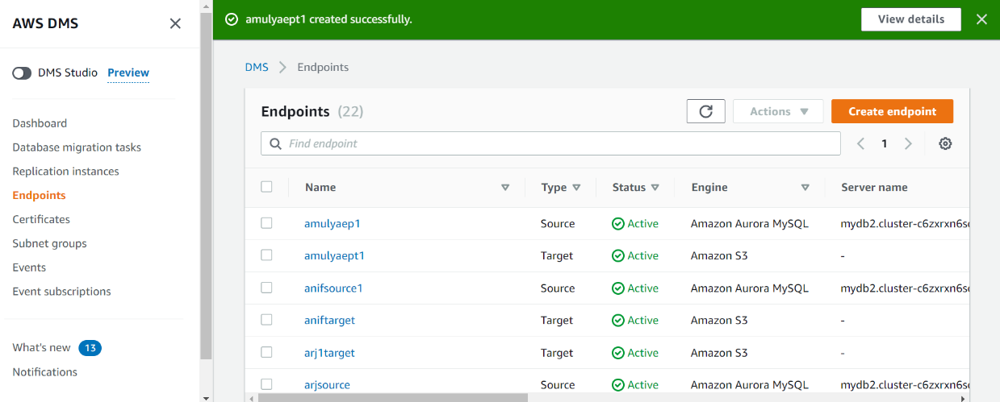 AWS DMS
DMS Studio Preview
Dashboard
Database migration tasks
Replication instances
Endpoints
Certificates
Subnet groups
Events
Event subscriptions
What's new 13
Notifications
amulyaept1 created successfully. View details
DMS Endpoints
Endpoints (22) Actions Create endpoint
Find endpoint 1
Name Type Status Engine Server name
amulyaep1 Source Active Amazon Aurora MySQL mydb2.cluster-c6zxrxn6s
amulyaept1 Target Active Amazon S3 -
anifsource1 Source Active Amazon Aurora MySQL mydb2.cluster-c6zxrxn6s
aniftarget Target Active Amazon S3 -
arj1target Target Active Amazon S3 -
arjsource Source Active Amazon Aurora MySQL mydb2.cluster-c6zxrxn6s